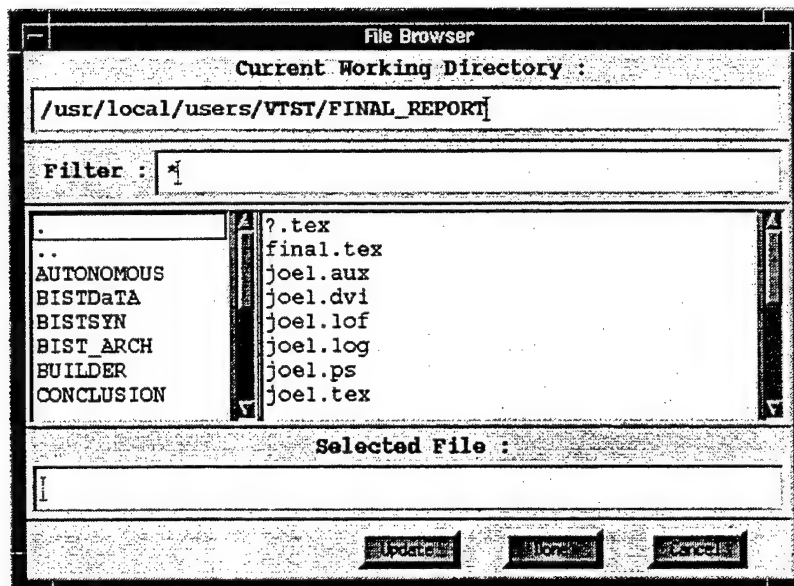 File Browser
Current Working Directory :
/usr/local/users/VTST/FINAL_REPORT
Filter : *
.
..
AUTONOMOUS
BISTDaTA
BISTSYN
BIST_ARCH
BUILDER
CONCLUSION
?.tex
final.tex
joel.aux
joel.dvi
joel.lof
joel.log
joel.ps
joel.tex
Selected File :
Update Done Cancel